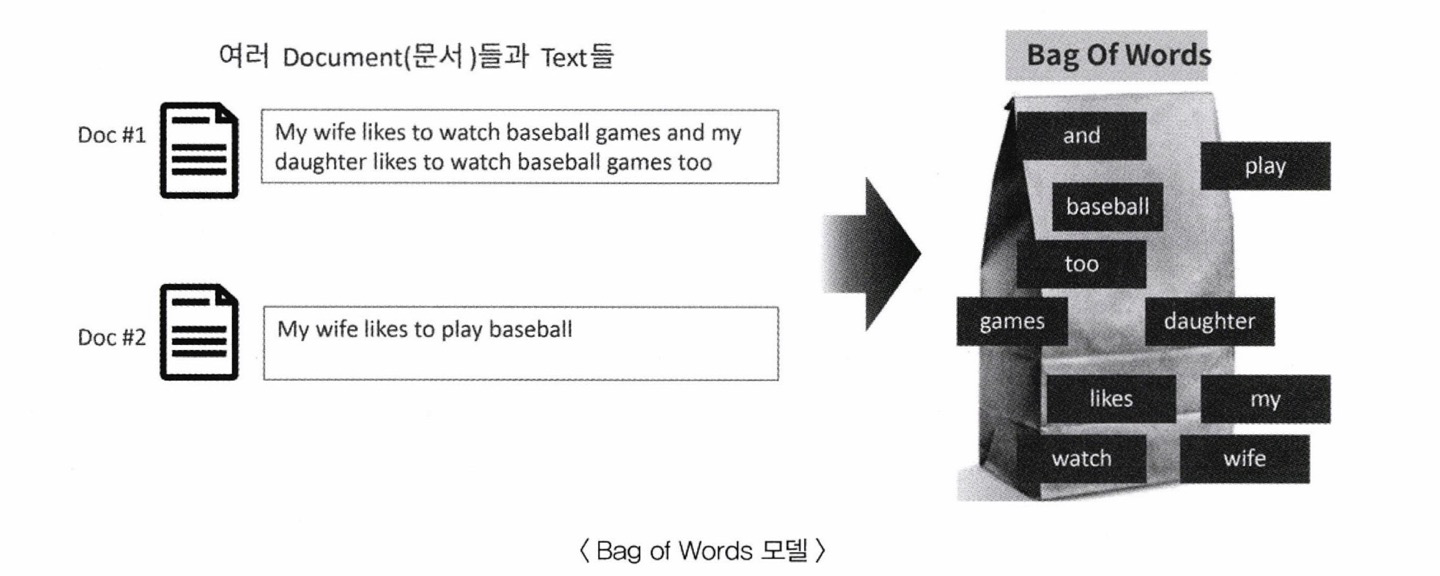 여러 Document(문서)들과 Text들
Doc #1
My wife likes to watch baseball games and my
daughter likes to watch baseball games too
Doc #2
My wife likes to play baseball
Bag Of Words
and
play
baseball
too
games
daughter
likes
my
watch
wife
〈 Bag of Words 모델 〉